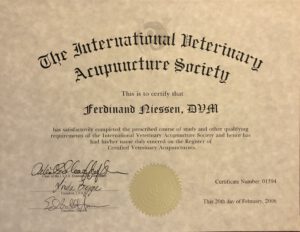 The International Veterinary
Acupuncture Society
This is to certify that
Ferdinand Niessen, DVM
has satisfactorily completed the prescribed course of study and other qualifying
requirements of the International Veterinary Acupuncture Society and hence has
had his/her name duly entered on the Register of
Certified Veterinary Acupuncturists.
Certificate Number 01594
This 20th day of February, 2006